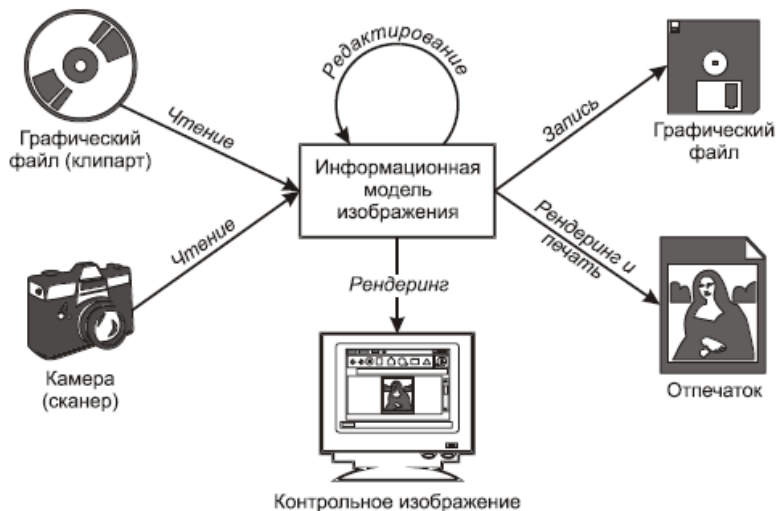 Редактирование
Чтение
Запись
Графический
файл (клипарт)
Графический
файл
Информационная
модель
изображения
Чтение
Рендеринг и
печать
Рендеринг
Камера
(сканер)
Отпечаток
Контрольное изображение